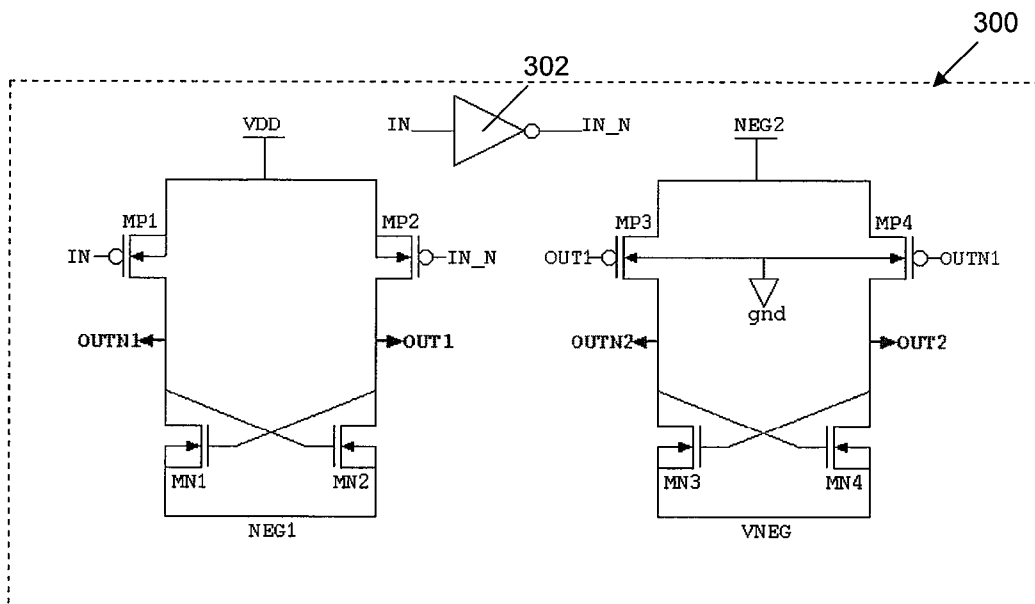 300
302
VDD
IN
IN_N
NEG2
MP1
MP2
MP3
MP4
IN
IN_N
OUT1
OUTN1
gnd
OUTN1
OUT1
OUTN2
OUT2
MN1
MN2
MN3
MN4
NEG1
VNEG